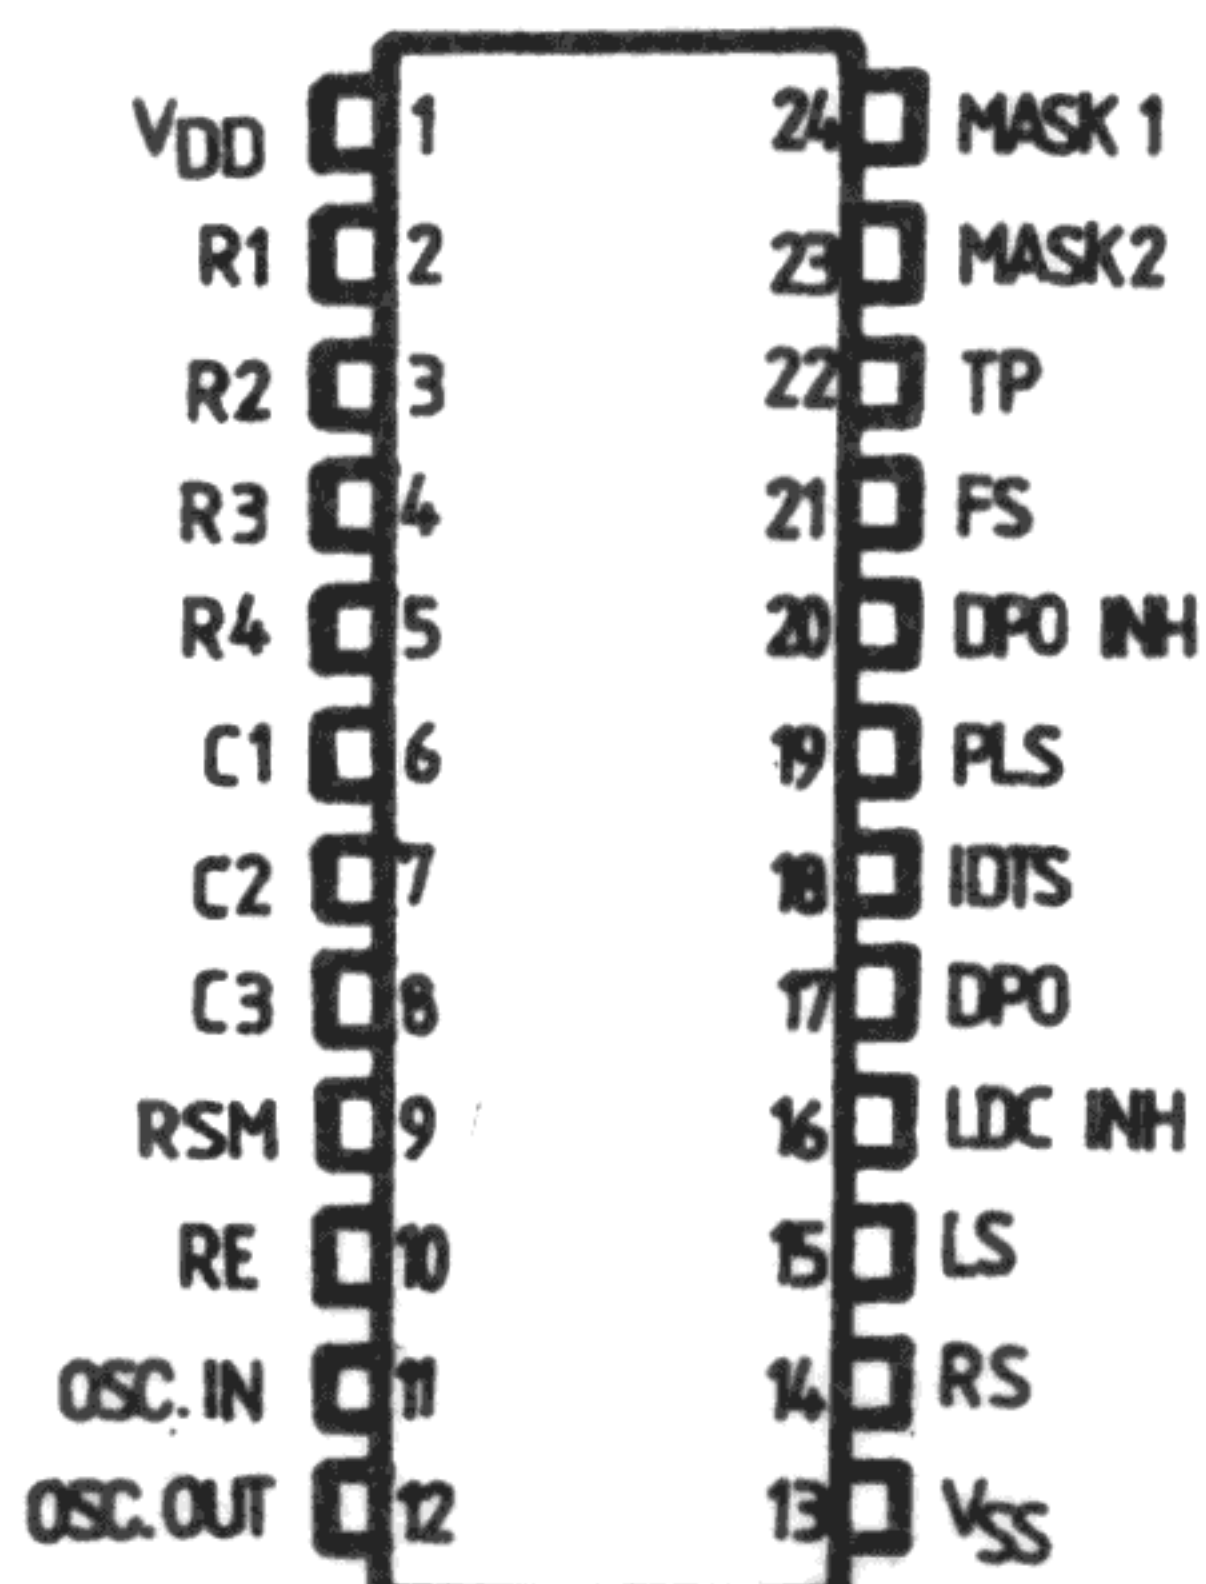 VDD 1 24 MASK 1
R1 2 23 MASK2
R2 3 22 TP
R3 4 21 FS
R4 5 20 DPO INH
C1 6 19 PLS
C2 7 18 IDTS
C3 8 17 DPO
RSM 9 16 LDC INH
RE 10 15 LS
OSC. IN 11 14 RS
OSC. OUT 12 13 VSS